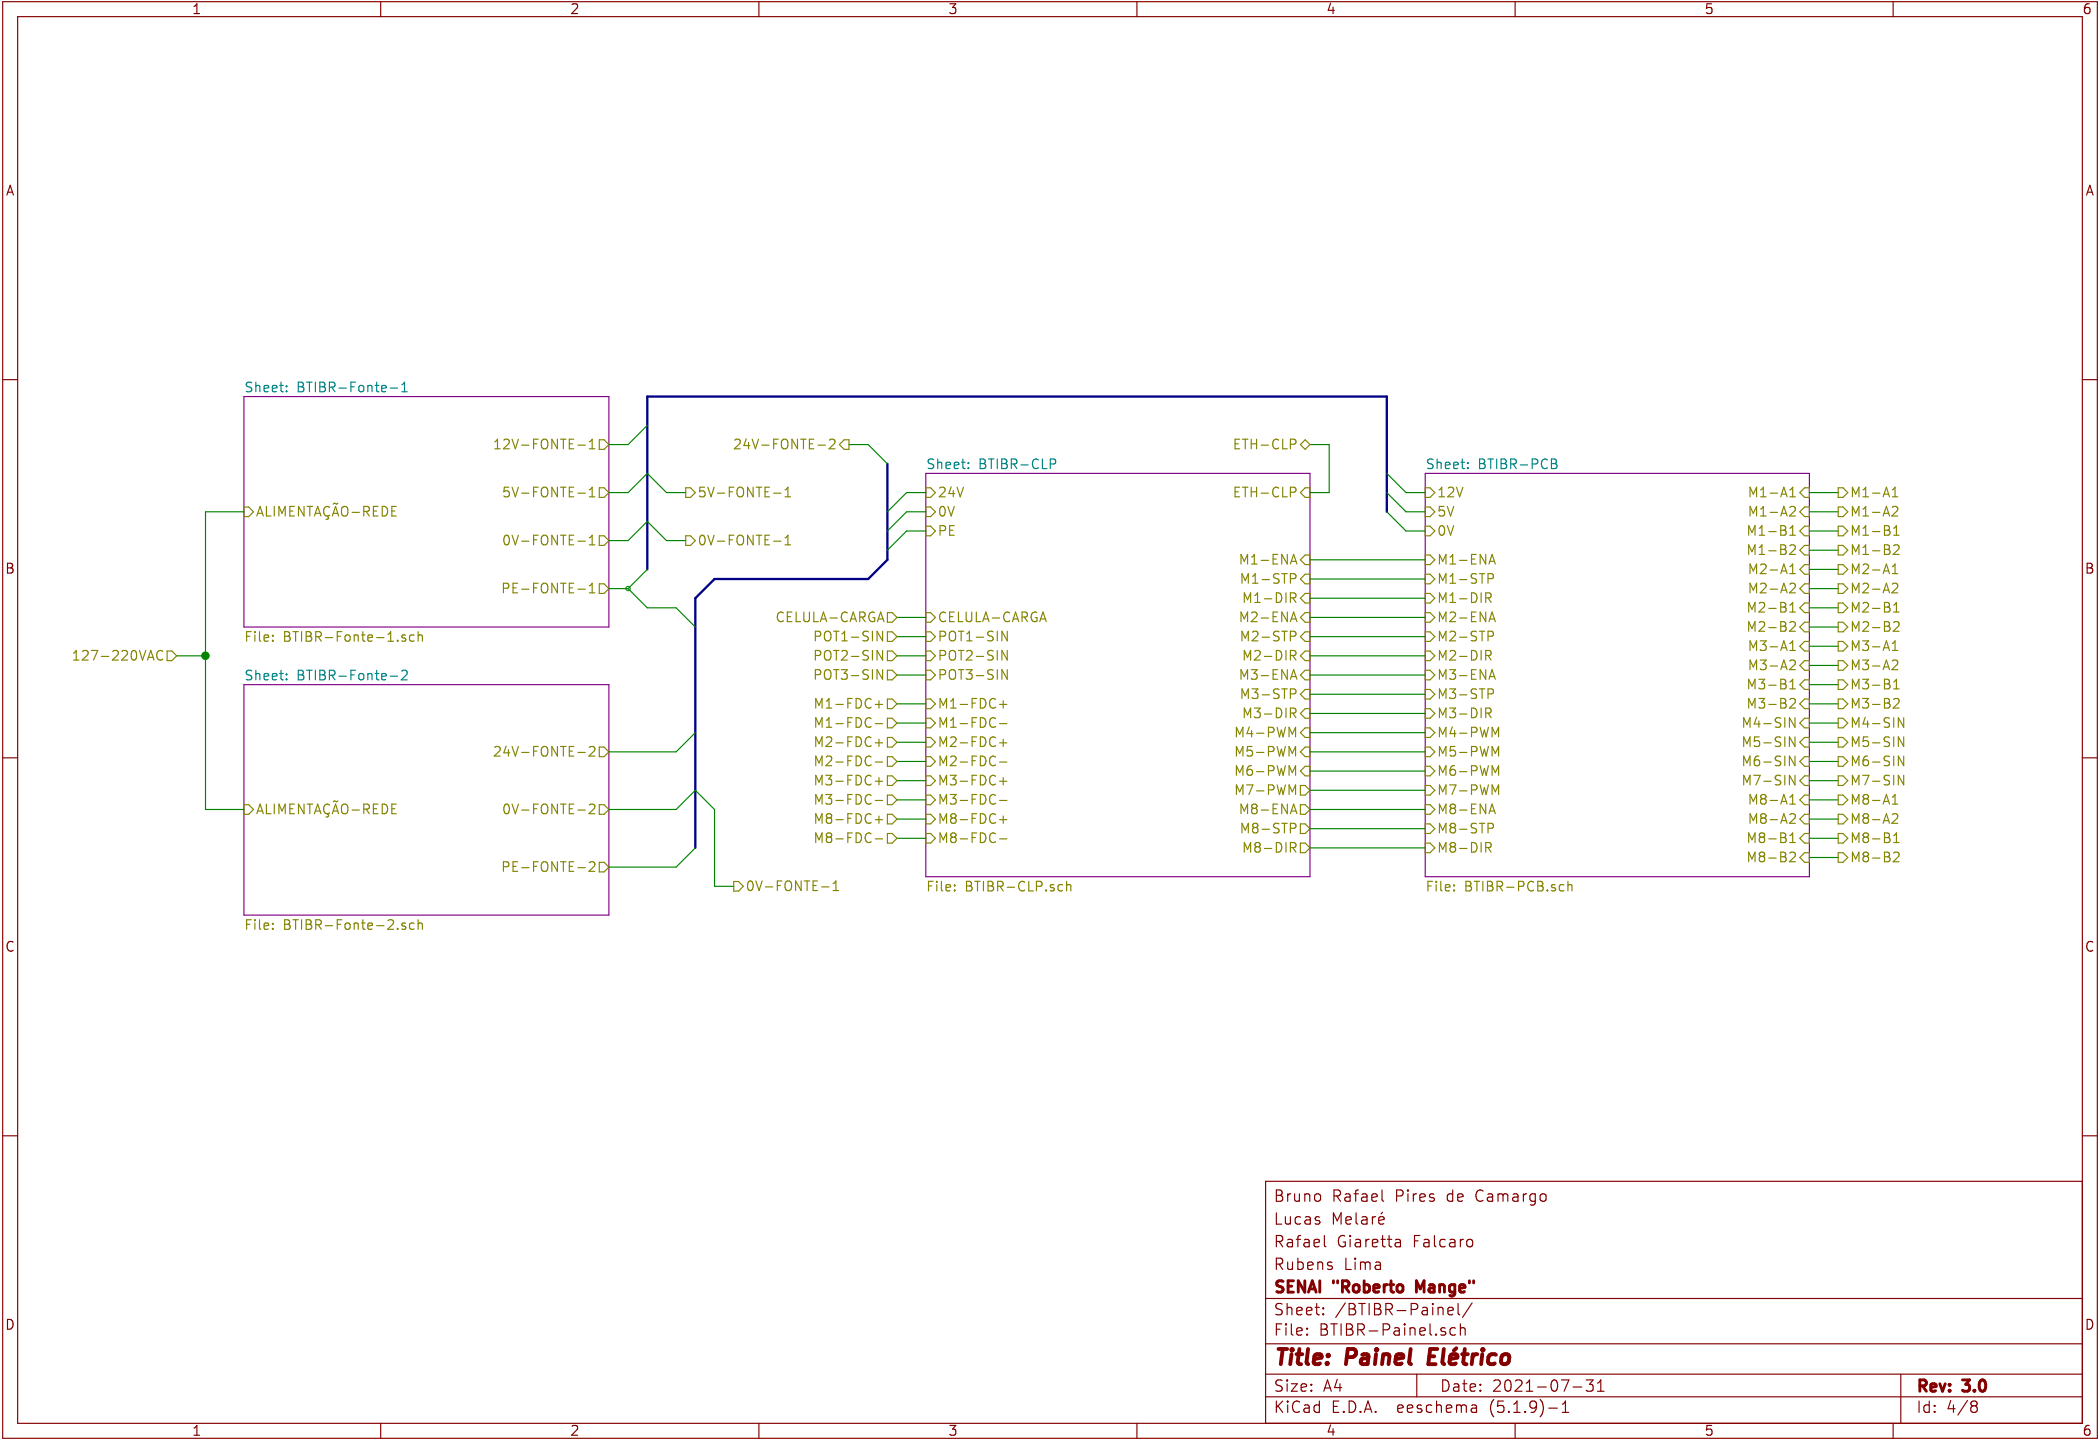 1 2 3 4 5 6
A A
B B
C C
D D
Sheet: BTIBR-Fonte-1
12V-FONTE-1
5V-FONTE-1
ALIMENTAÇÃO-REDE
0V-FONTE-1
PE-FONTE-1
File: BTIBR-Fonte-1.sch
127-220VAC
Sheet: BTIBR-Fonte-2
24V-FONTE-2
ALIMENTAÇÃO-REDE
0V-FONTE-2
PE-FONTE-2
File: BTIBR-Fonte-2.sch
5V-FONTE-1
0V-FONTE-1
24V-FONTE-2
0V-FONTE-1
CELULA-CARGA
POT1-SIN
POT2-SIN
POT3-SIN
M1-FDC+
M1-FDC-
M2-FDC+
M2-FDC-
M3-FDC+
M3-FDC-
M8-FDC+
M8-FDC-
ETH-CLP
Sheet: BTIBR-CLP
24V
0V
PE
CELULA-CARGA
POT1-SIN
POT2-SIN
POT3-SIN
M1-FDC+
M1-FDC-
M2-FDC+
M2-FDC-
M3-FDC+
M3-FDC-
M8-FDC+
M8-FDC-
ETH-CLP
M1-ENA
M1-STP
M1-DIR
M2-ENA
M2-STP
M2-DIR
M3-ENA
M3-STP
M3-DIR
M4-PWM
M5-PWM
M6-PWM
M7-PWM
M8-ENA
M8-STP
M8-DIR
File: BTIBR-CLP.sch
Sheet: BTIBR-PCB
12V
5V
0V
M1-ENA
M1-STP
M1-DIR
M2-ENA
M2-STP
M2-DIR
M3-ENA
M3-STP
M3-DIR
M4-PWM
M5-PWM
M6-PWM
M7-PWM
M8-ENA
M8-STP
M8-DIR
M1-A1 M1-A1
M1-A2 M1-A2
M1-B1 M1-B1
M1-B2 M1-B2
M2-A1 M2-A1
M2-A2 M2-A2
M2-B1 M2-B1
M2-B2 M2-B2
M3-A1 M3-A1
M3-A2 M3-A2
M3-B1 M3-B1
M3-B2 M3-B2
M4-SIN M4-SIN
M5-SIN M5-SIN
M6-SIN M6-SIN
M7-SIN M7-SIN
M8-A1 M8-A1
M8-A2 M8-A2
M8-B1 M8-B1
M8-B2 M8-B2
File: BTIBR-PCB.sch
Bruno Rafael Pires de Camargo
Lucas Melaré
Rafael Giaretta Falcaro
Rubens Lima
SENAI "Roberto Mange"
Sheet: /BTIBR-Painel/
File: BTIBR-Painel.sch
Title: Painel Elétrico
Size: A4 Date: 2021-07-31 Rev: 3.0
KiCad E.D.A. eeschema (5.1.9)-1 Id: 4/8
1 2 3 4 5 6